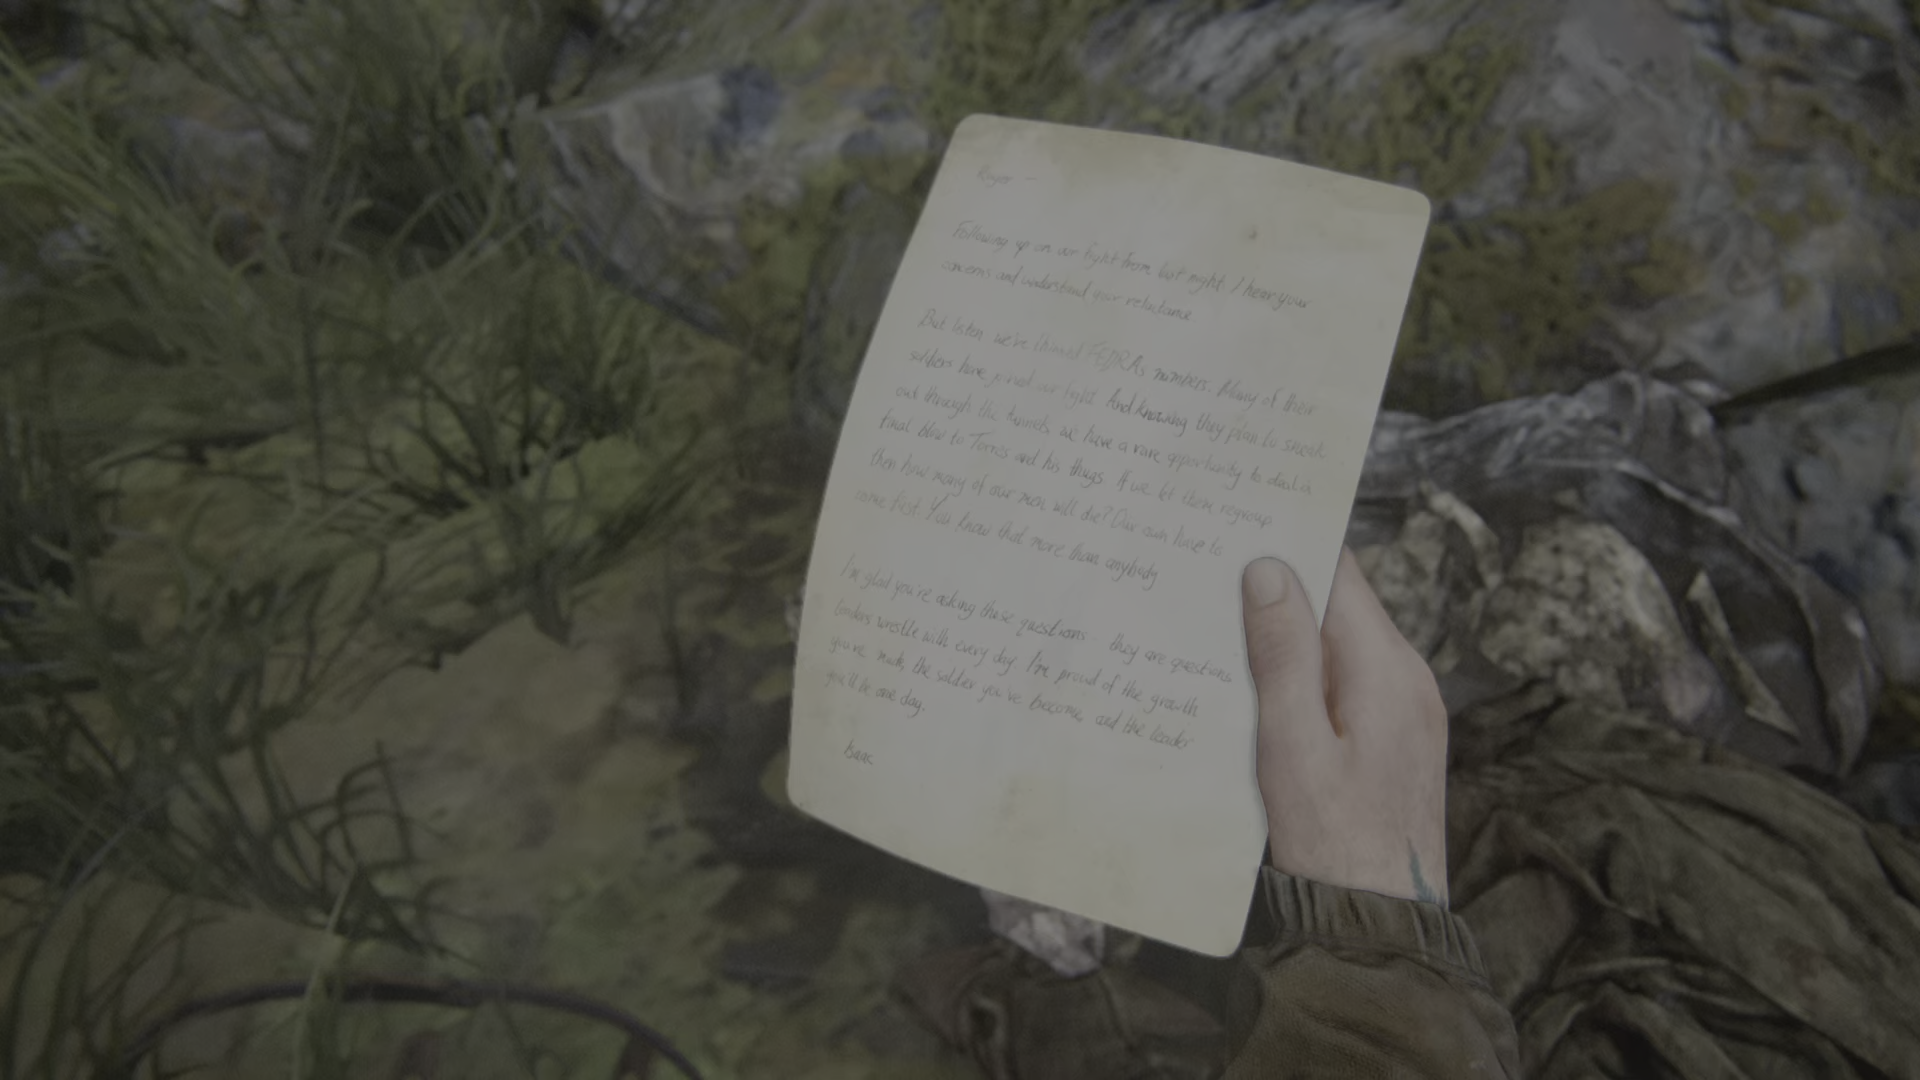 Roger –
Following up on our fight from last night. I hear your
concerns and understand your reluctance.
But listen we've thinned FEDRAs numbers. Many of their
soldiers have joined our fight. And knowing they plan to sneak
out through the tunnels, we have a rare opportunity to deal a
final blow to Torres and his thugs. If we let them regroup
then how many of our men will die? Our own have to
come first. You know that more than anybody
I'm glad you're asking those questions they are questions
leaders wrestle with every day. I'm proud of the growth
you've made, the soldier you've become, and the leader
you'll be one day.
Isaac